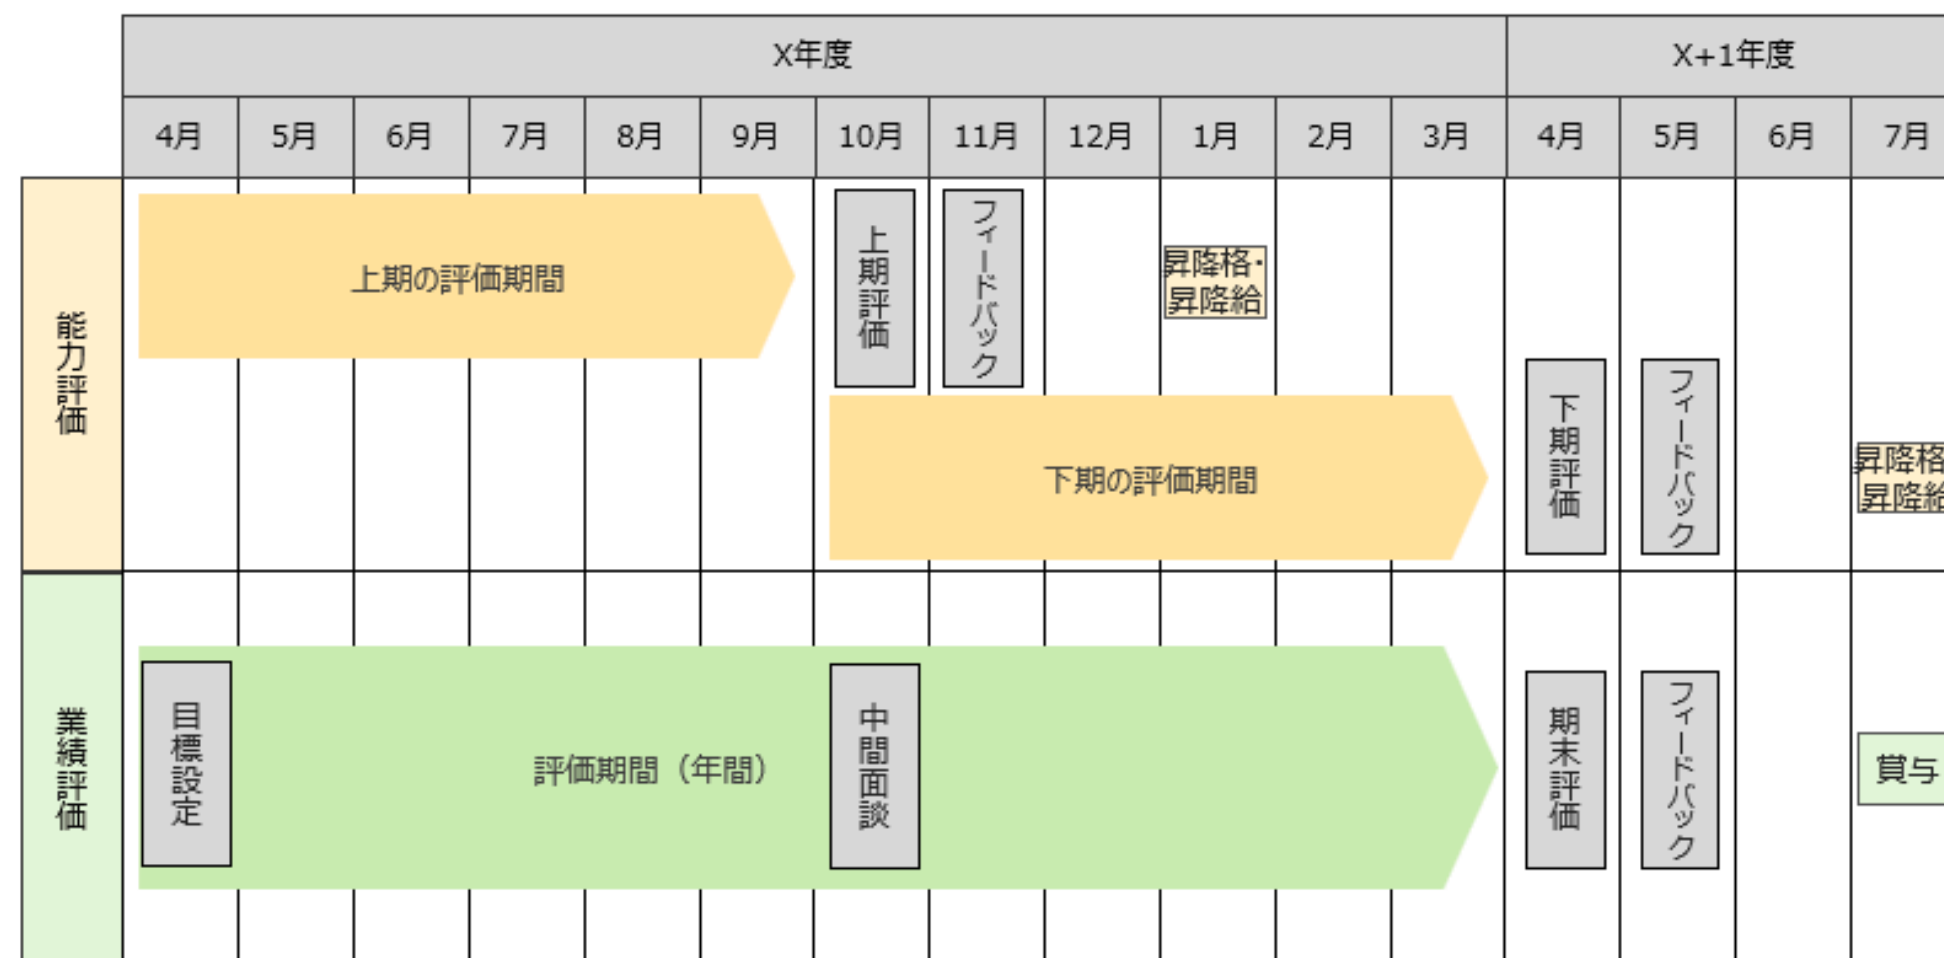 X年度
X+1年度
4月
5月
6月
7月
8月
9月
10月
11月
12月
1月
2月
3月
4月
5月
6月
7月
能力評価
上期の評価期間
上期評価
フィードバック
昇降格・
昇降給
下期の評価期間
下期評価
フィードバック
昇降格
昇降給
業績評価
目標設定
評価期間（年間）
中間面談
期末評価
フィードバック
賞与